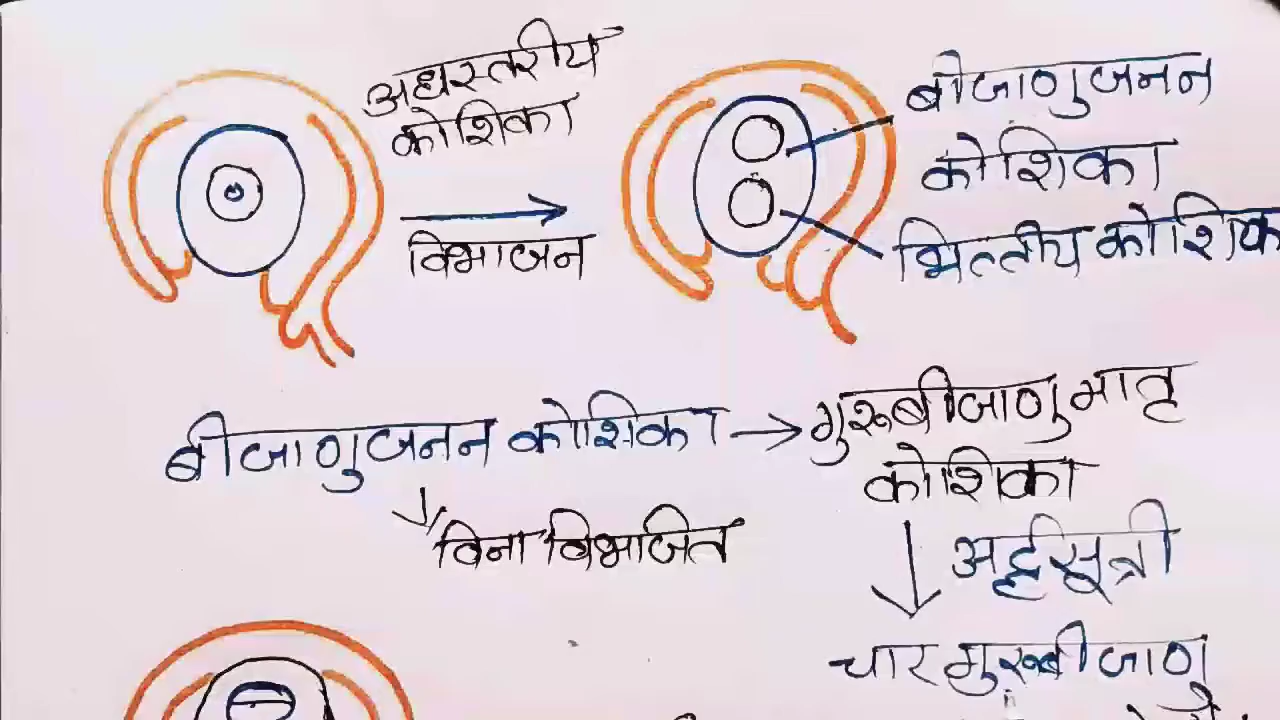 अधस्तरीय
कोशिका
विभाजन
बीजाणुजनन
कोशिका
भित्तीय कोशिक
बीजाणुजनन कोशिका → गुरूबीजाणु मातृ
कोशिका
↓ विना विभाजित
↓ अर्द्धसूत्री
चार गुरूबीजाणु